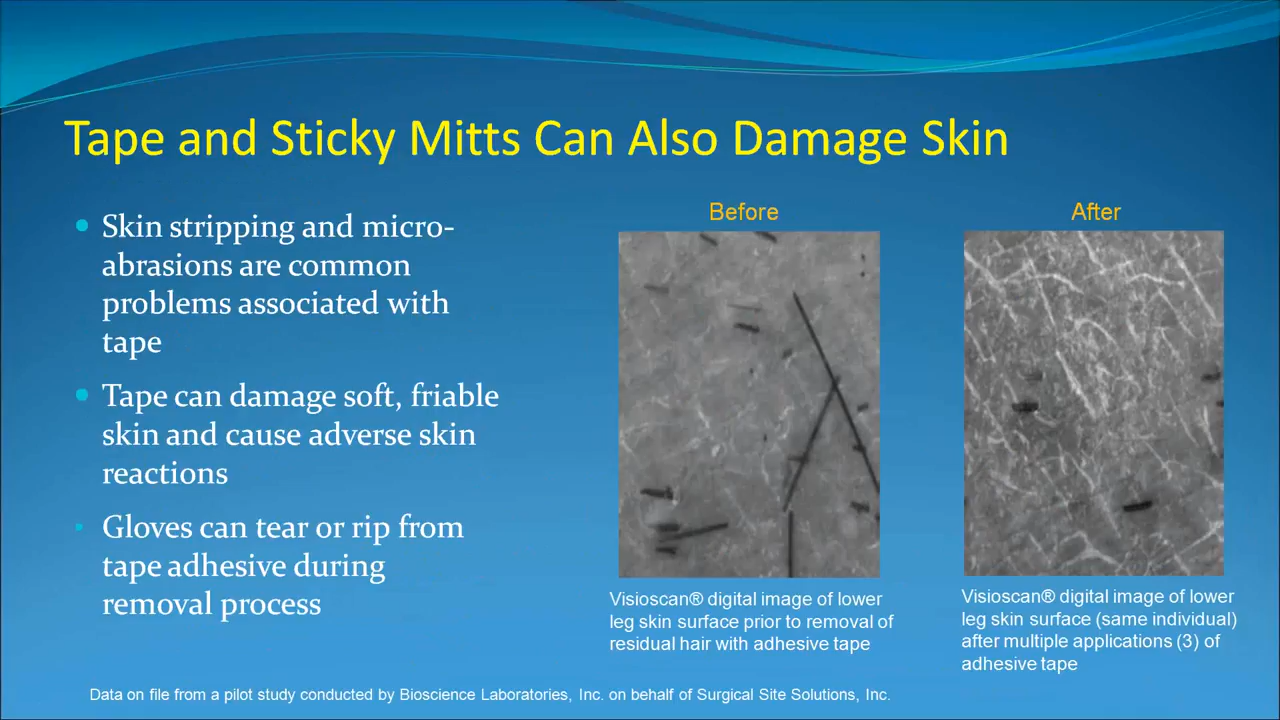 Tape and Sticky Mitts Can Also Damage Skin
Skin stripping and micro-
abrasions are common
problems associated with
tape
Tape can damage soft, friable
skin and cause adverse skin
reactions
Gloves can tear or rip from
tape adhesive during
removal process
Before
Visioscan® digital image of lower
leg skin surface prior to removal of
residual hair with adhesive tape
After
Visioscan® digital image of lower
leg skin surface (same individual)
after multiple applications (3) of
adhesive tape
Data on file from a pilot study conducted by Bioscience Laboratories, Inc. on behalf of Surgical Site Solutions, Inc.